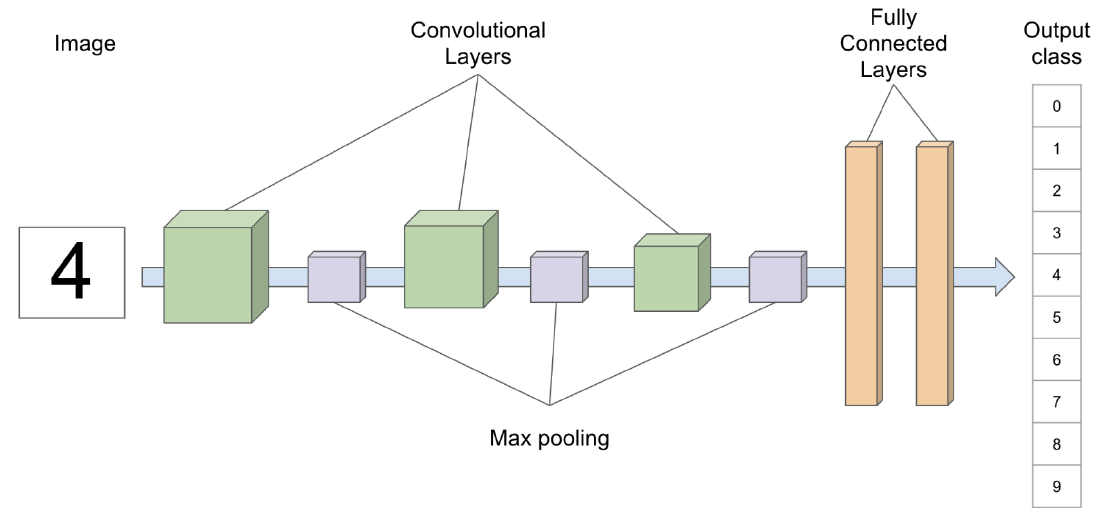 Image
Convolutional
Layers
Fully
Connected
Layers
Output
class
4
0
1
2
3
4
5
6
7
8
9
Max pooling